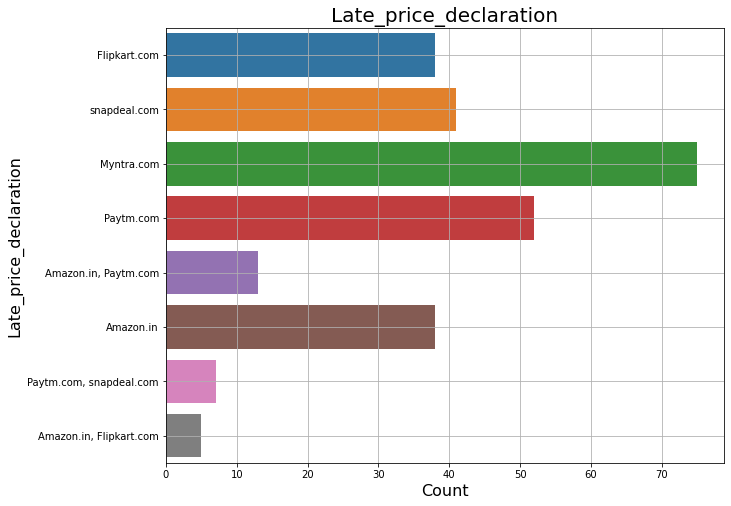 Late_price_declaration
Late_price_declaration
Flipkart.com
snapdeal.com
Myntra.com
Paytm.com
Amazon.in, Paytm.com
Amazon.in
Paytm.com, snapdeal.com
Amazon.in, Flipkart.com
0 10 20 30 40 50 60 70
Count